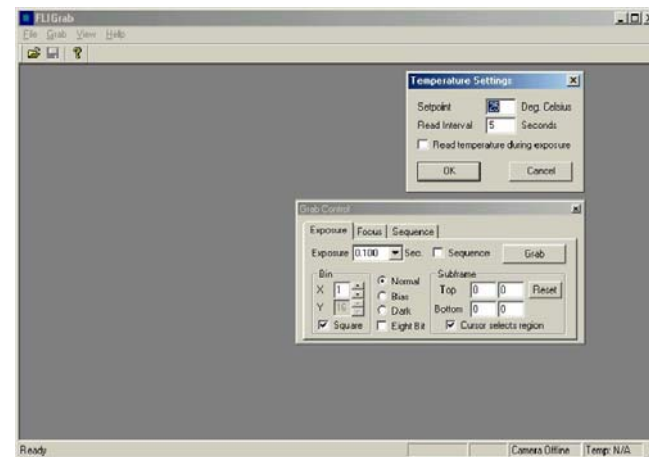 FLIGrab
File Grab View Help
Temperature Settings
Setpoint 25 Deg. Celsius
Read Interval 5 Seconds
Read temperature during exposure
OK Cancel
Grab Control
Exposure Focus Sequence
Exposure 0.100 Sec. Sequence Grab
Bin Subframe
X 1 Normal Top 0 0 Reset
Bias
Y 16 Dark Bottom 0 0
Square Eight Bit Cursor selects region
Ready Camera Offline Temp: N/A